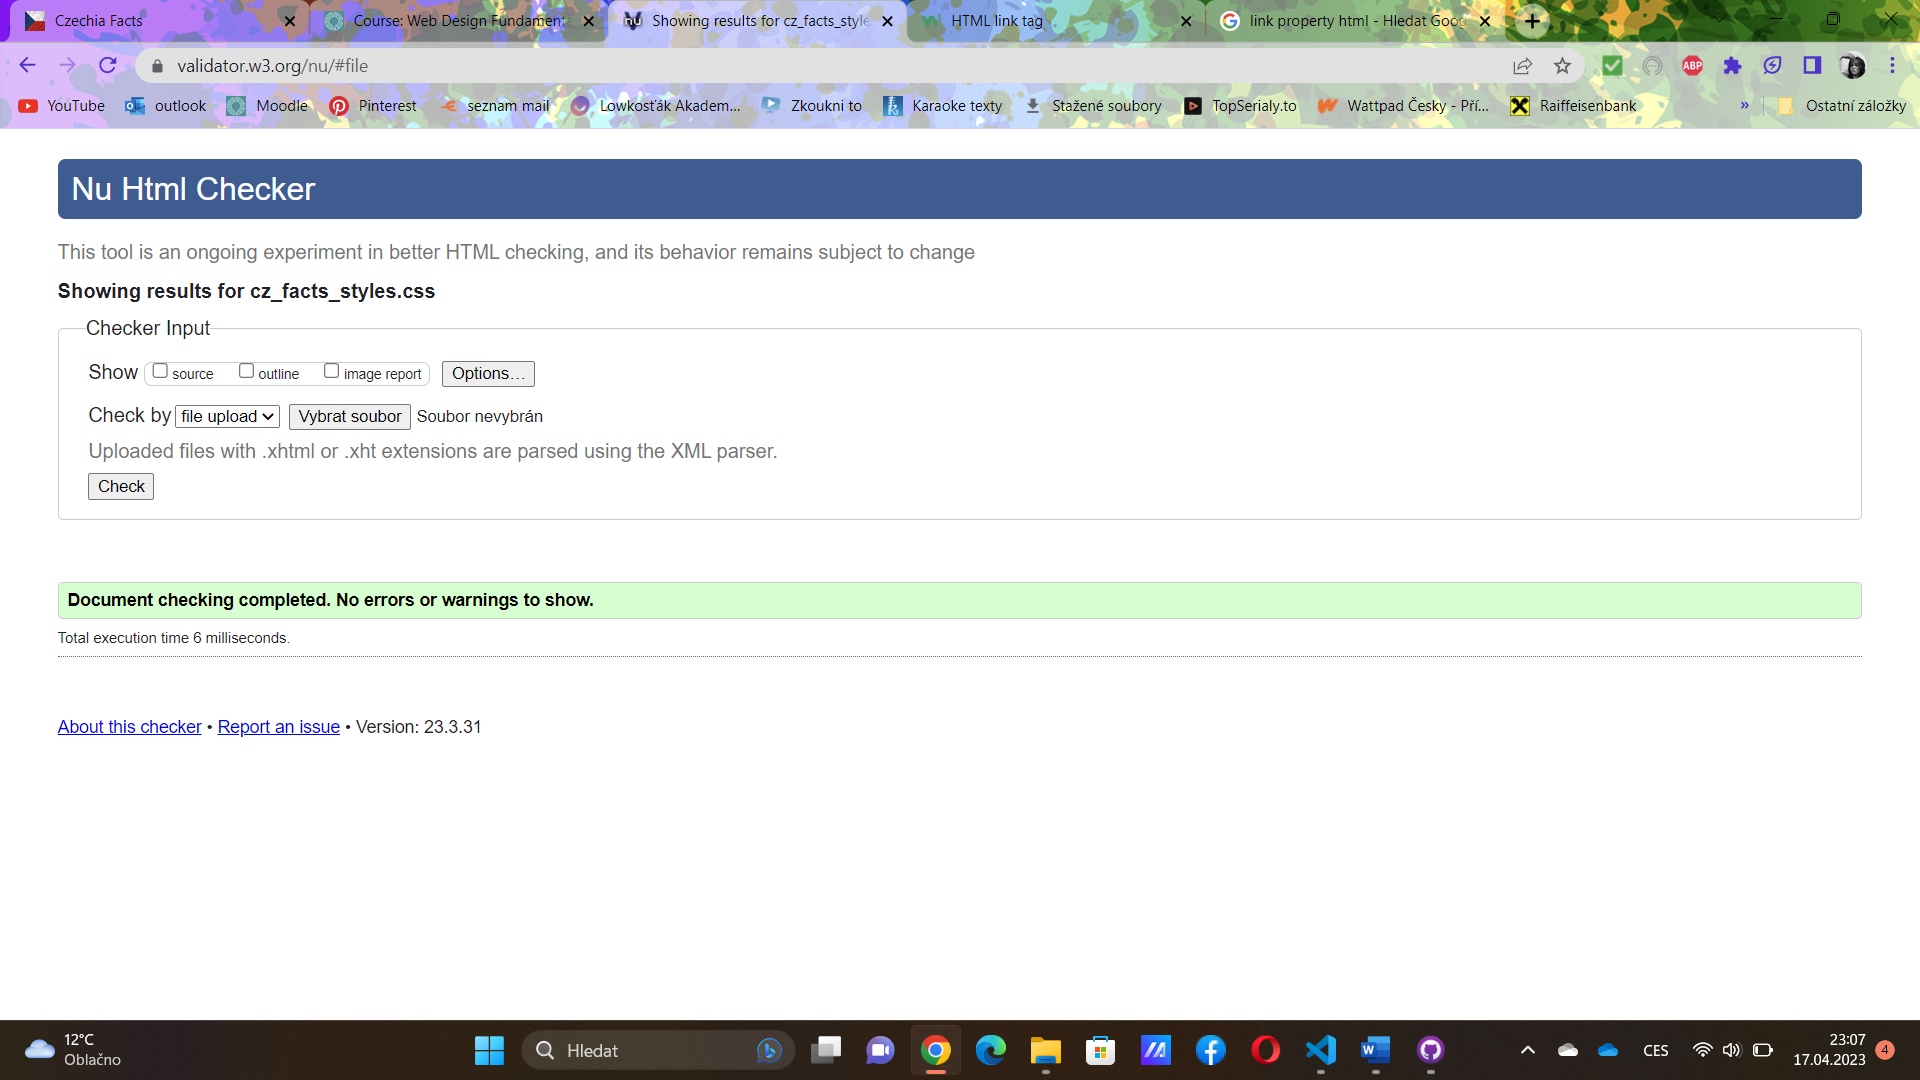 Czechia Facts
Course: Web Design Fundament
Showing results for cz_facts_style
HTML link tag
link property html - Hledat Goog
validator.w3.org/nu/#file
ABP
YouTube
outlook
Moodle
Pinterest
seznam mail
Lowkosťák Akadem...
Zkoukni to
Karaoke texty
Stažené soubory
TopSerialy.to
Wattpad Česky - Pří...
Raiffeisenbank
»
Ostatní záložky
Nu Html Checker
This tool is an ongoing experiment in better HTML checking, and its behavior remains subject to change
Showing results for cz_facts_styles.css
Checker Input
Show source outline image report Options...
Check by file upload Vybrat soubor Soubor nevybrán
Uploaded files with .xhtml or .xht extensions are parsed using the XML parser.
Check
Document checking completed. No errors or warnings to show.
Total execution time 6 milliseconds.
About this checker • Report an issue • Version: 23.3.31
12°C
Oblačno
Hledat
CES
23:07
17.04.2023
4